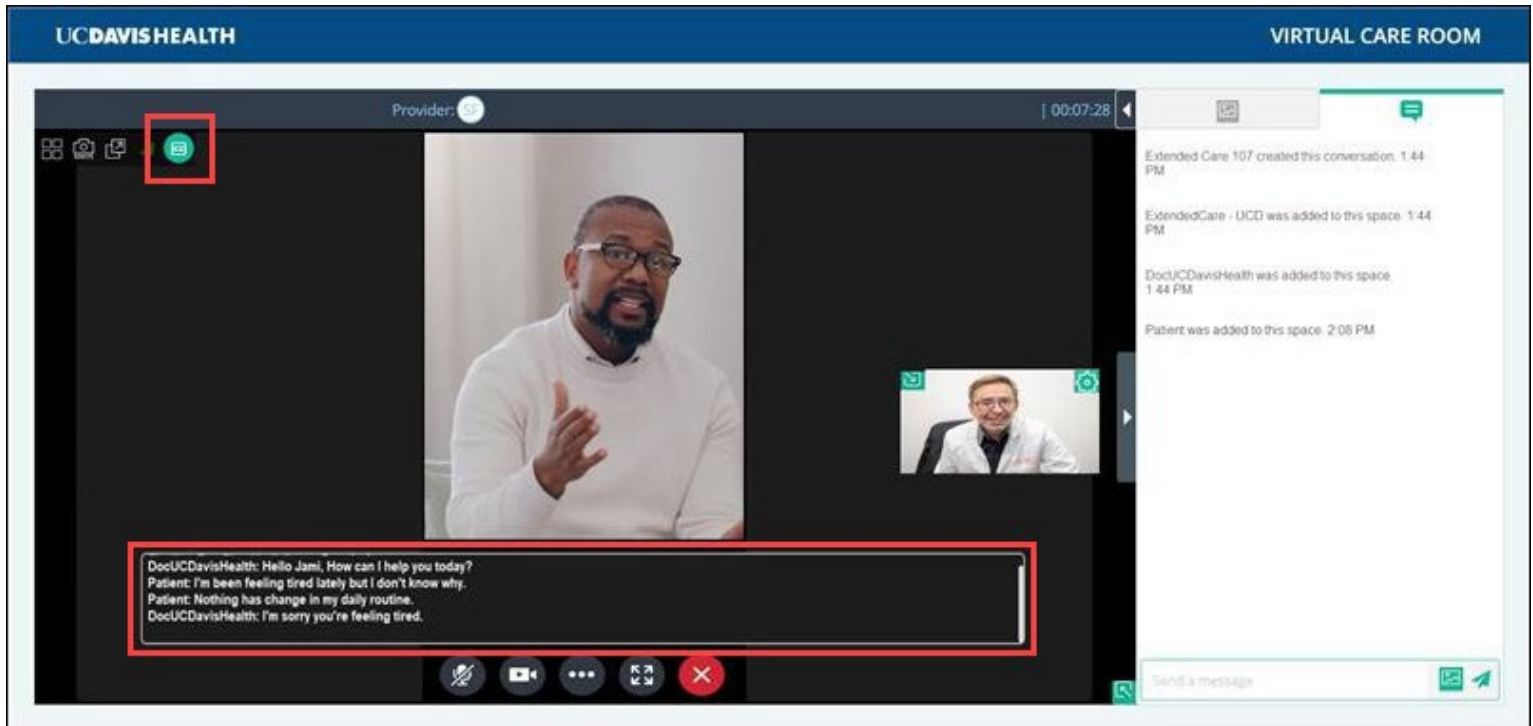 UCDAVIS HEALTH
VIRTUAL CARE ROOM
Provider: SF
| 00:07:28
Extended Care 107 created this conversation. 1:44
PM
ExtendedCare - UCD was added to this space. 1:44
PM
DocUCDavisHealth was added to this space.
1:44 PM
Patient was added to this space. 2:08 PM
DocUCDavisHealth: Hello Jami, How can I help you today?
Patient: I'm been feeling tired lately but I don't know why.
Patient: Nothing has change in my daily routine.
DocUCDavisHealth: I'm sorry you're feeling tired.
Send a message